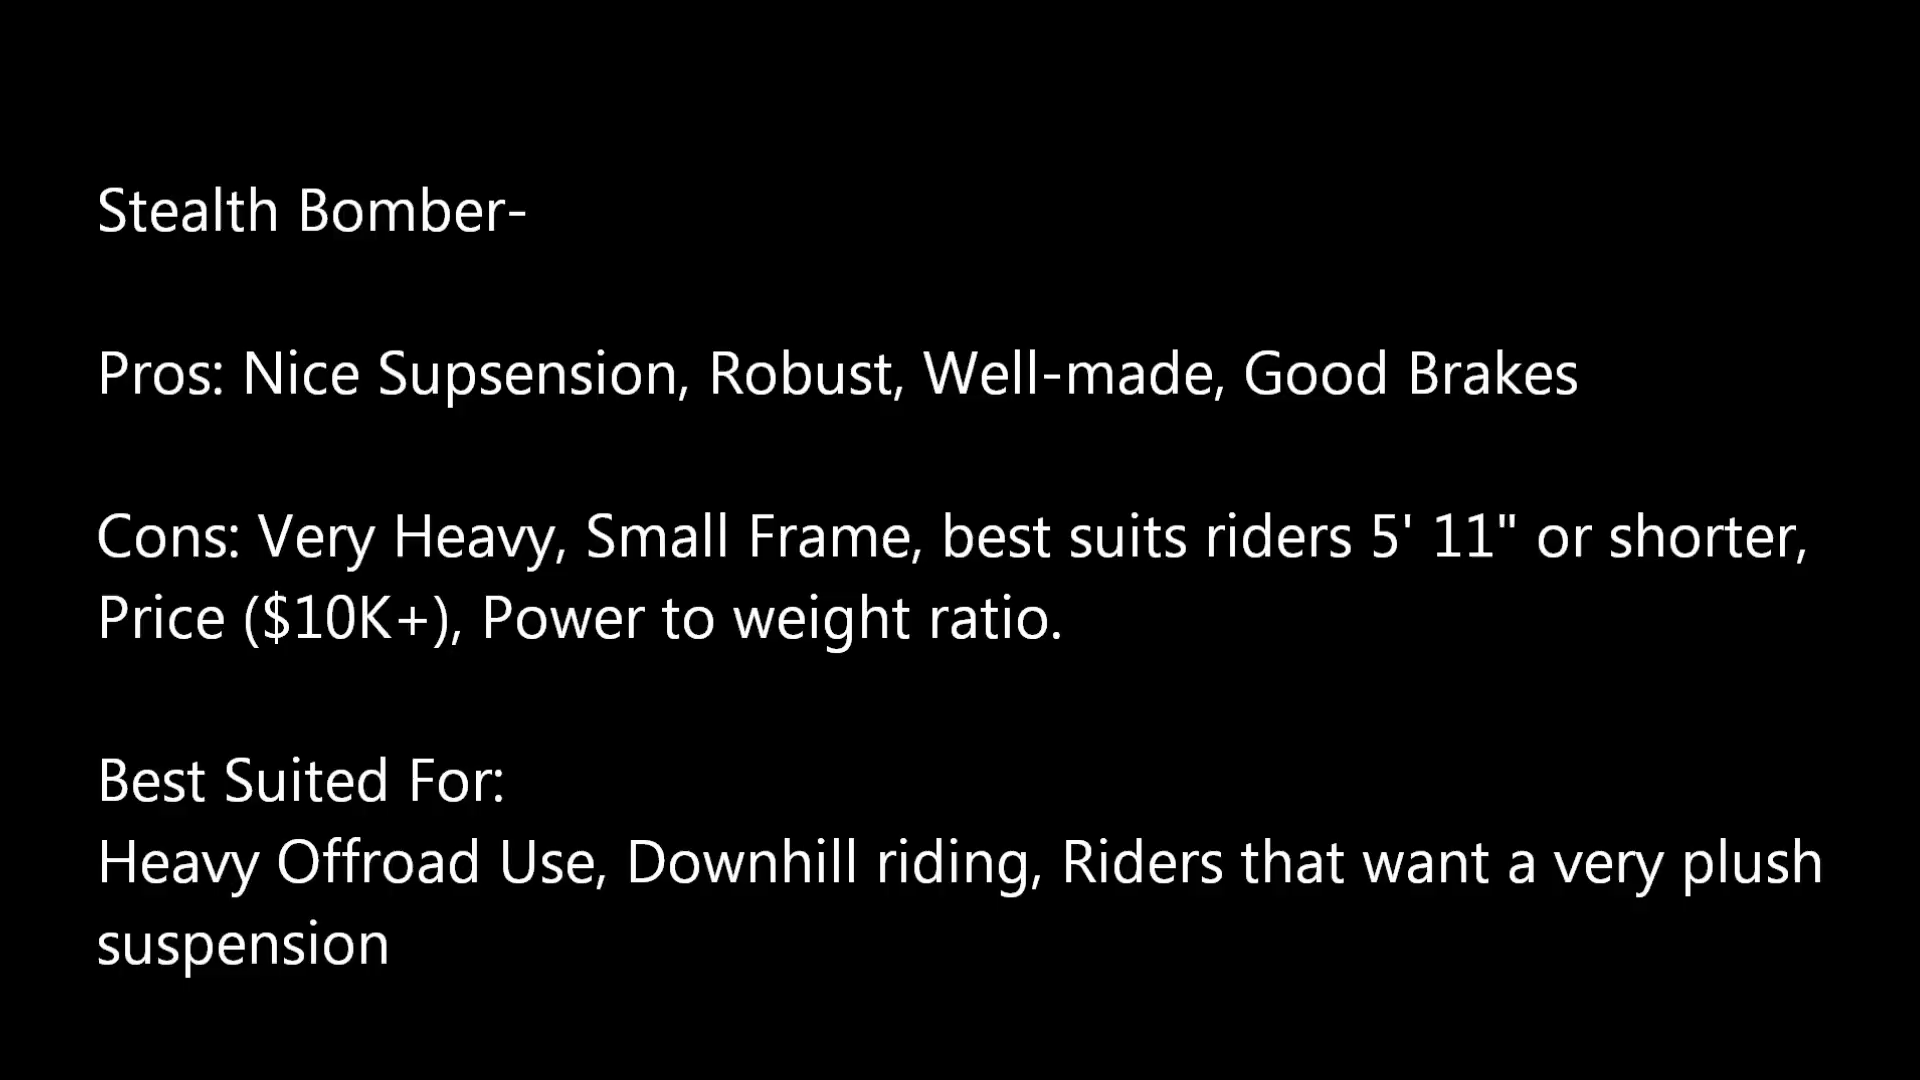 Stealth Bomber-
Pros: Nice Supsension, Robust, Well-made, Good Brakes
Cons: Very Heavy, Small Frame, best suits riders 5' 11" or shorter,
Price ($10K+), Power to weight ratio.
Best Suited For:
Heavy Offroad Use, Downhill riding, Riders that want a very plush
suspension